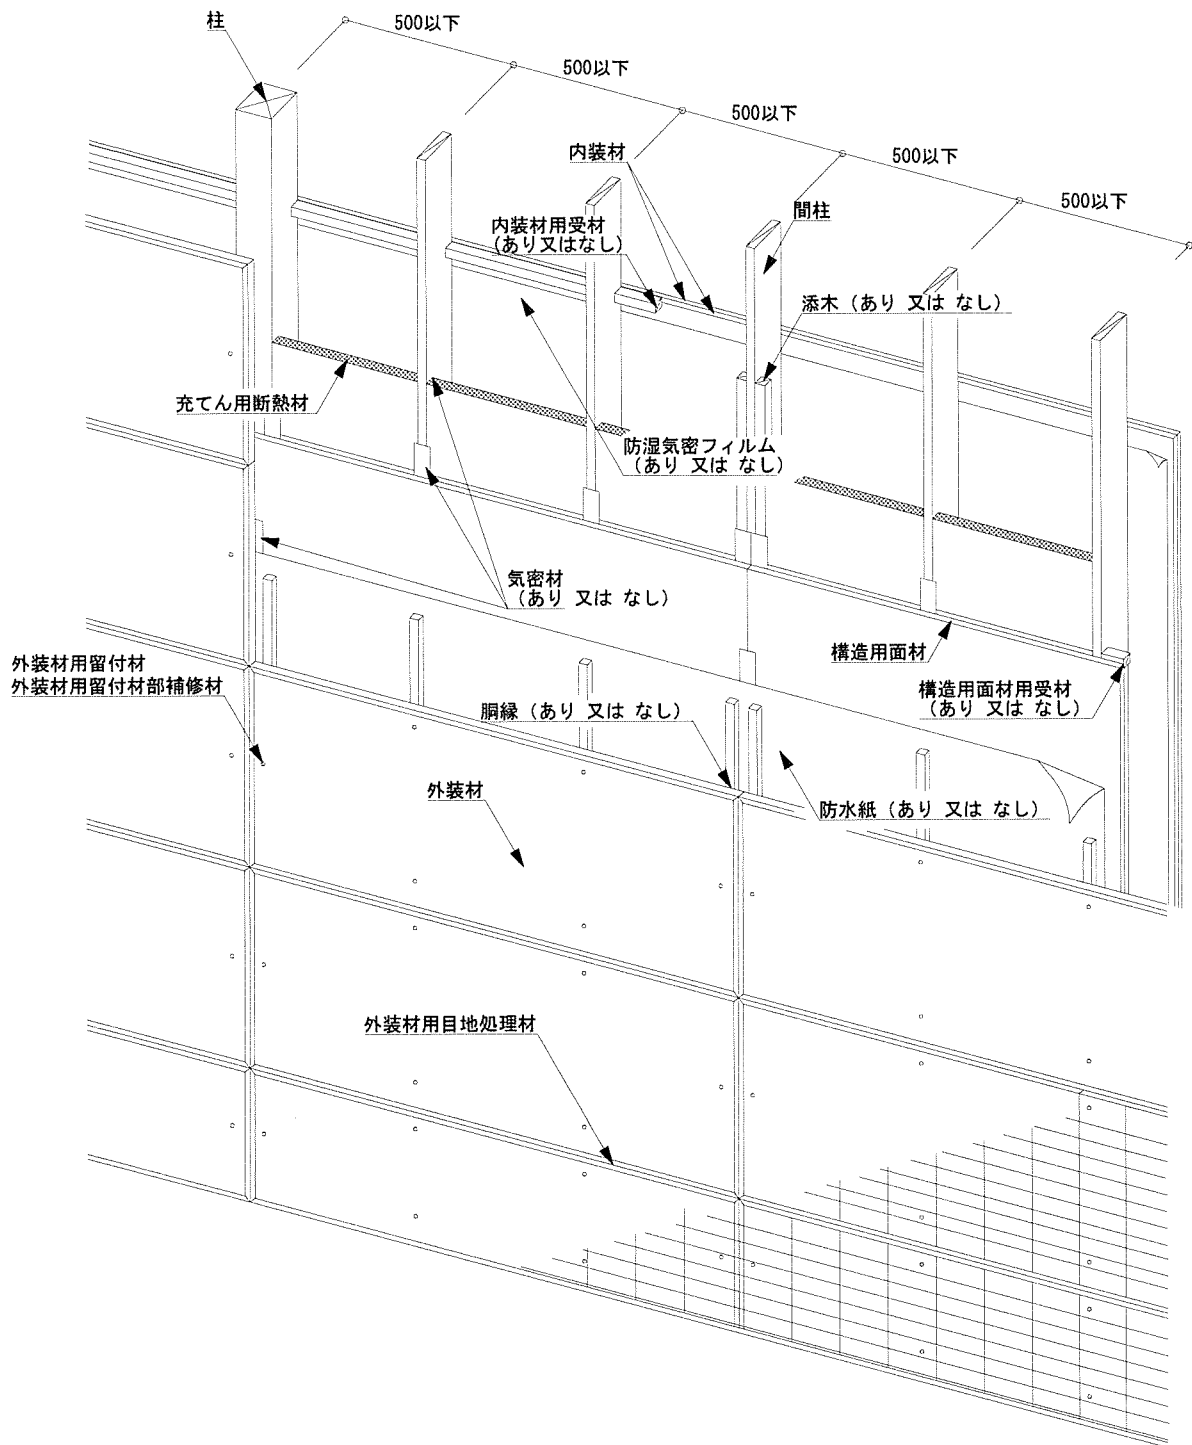 柱
500以下
500以下
500以下
500以下
500以下
内装材
間柱
内装材用受材
(あり又はなし)
添木 (あり 又は なし)
充てん用断熱材
防湿気密フィルム
(あり 又は なし)
気密材
(あり 又は なし)
構造用面材
構造用面材用受材
(あり 又は なし)
外装材用留付材
外装材用留付材部補修材
胴縁 (あり 又は なし)
外装材
防水紙 (あり 又は なし)
外装材用目地処理材